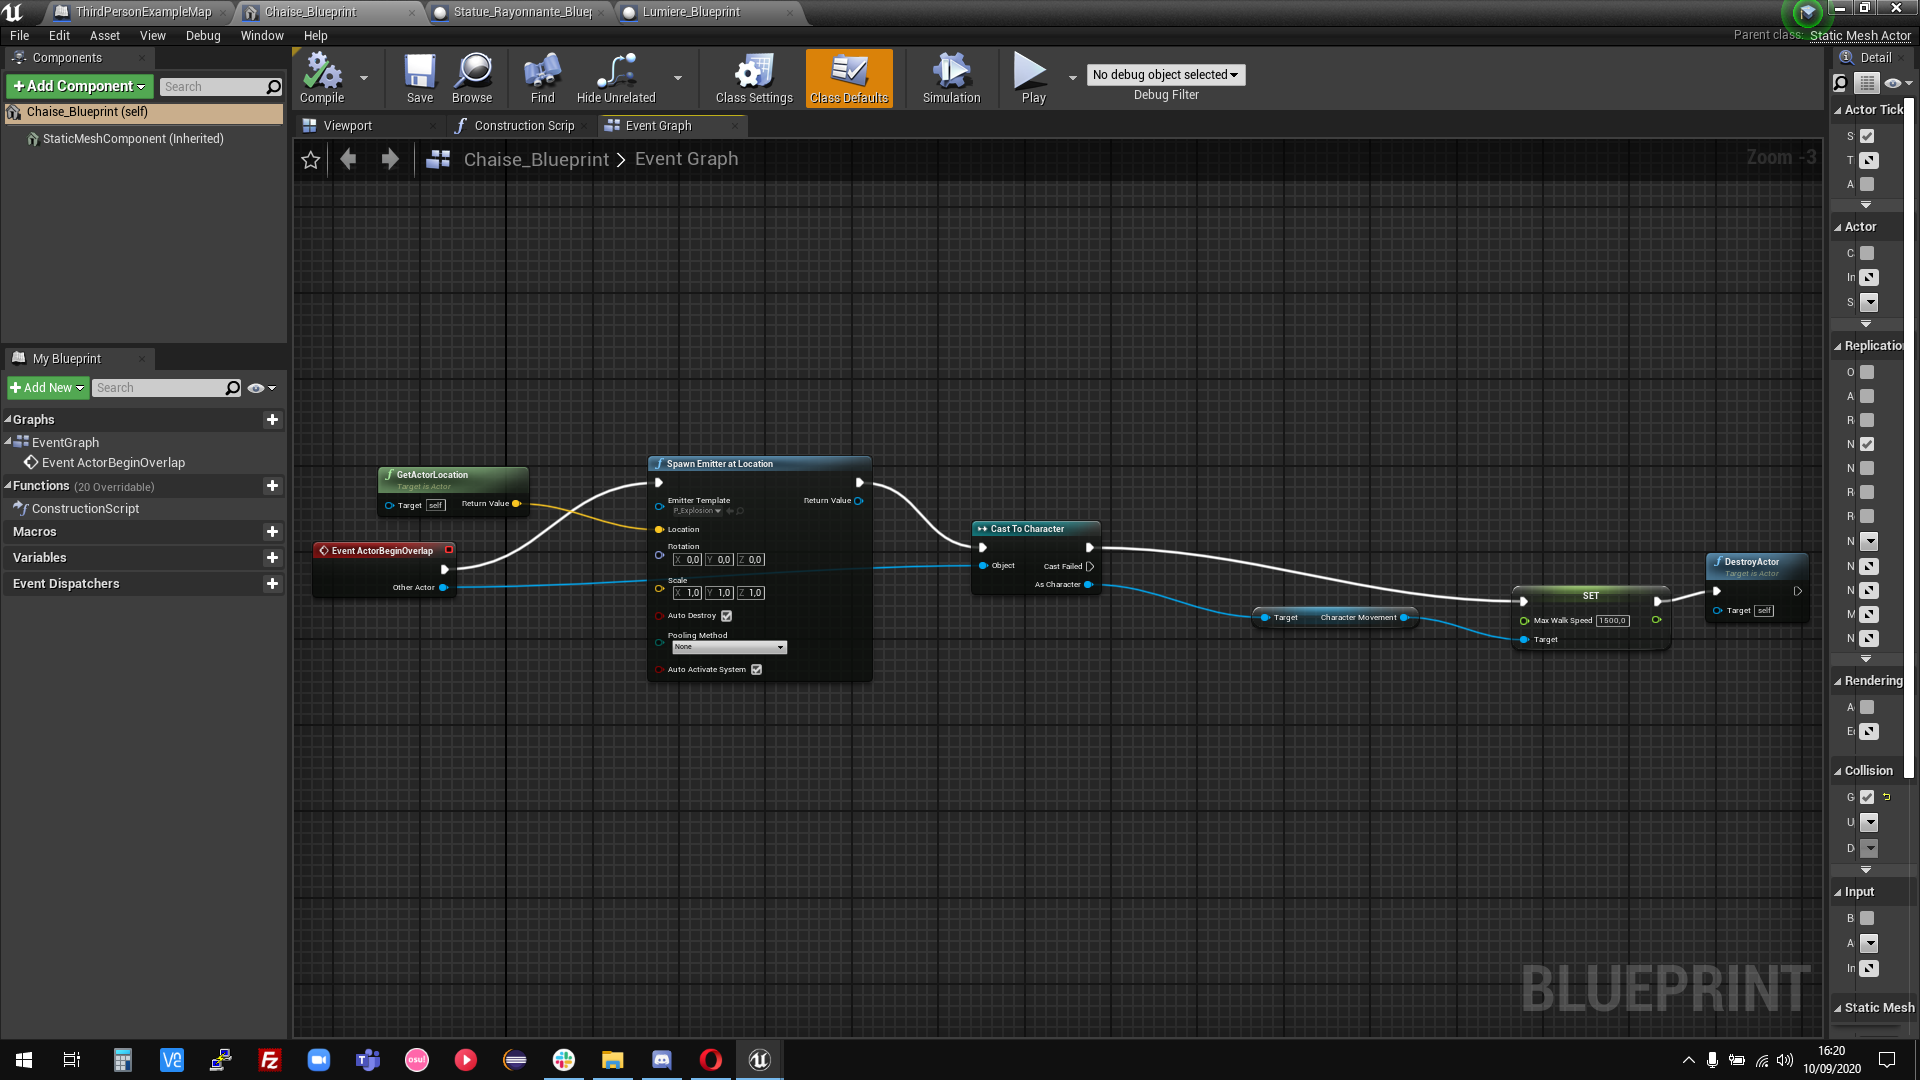 ThirdPersonExampleMap
Chaise_Blueprint
Statue_Rayonnante_Bluep
Lumiere_Blueprint
File Edit Asset View Debug Window Help
Parent class: Static Mesh Actor
Components
+Add Component
Search
Chaise_Blueprint (self)
StaticMeshComponent (Inherited)
Compile
Save
Browse
Find
Hide Unrelated
Class Settings
Class Defaults
Simulation
Play
No debug object selected
Debug Filter
Viewport
Construction Scrip
Event Graph
Chaise_Blueprint > Event Graph
Zoom -3
My Blueprint
+Add New
Search
Graphs
EventGraph
Event ActorBeginOverlap
Functions (20 Overridable)
ConstructionScript
Macros
Variables
Event Dispatchers
GetActorLocation
Target is Actor
Target self Return Value
Event ActorBeginOverlap
Other Actor
Spawn Emitter at Location
Emitter Template Return Value
P_Explosion
Location
Rotation
X 0,0 Y 0,0 Z 0,0
Scale
X 1,0 Y 1,0 Z 1,0
Auto Destroy
Pooling Method
None
Auto Activate System
Cast To Character
Object Cast Failed
As Character
Target Character Movement
SET
Max Walk Speed 1500,0
Target
DestroyActor
Target is Actor
Target self
BLUEPRINT
Detail
Actor Tick
S
T
A
Actor
C
In
S
Replicatio
O
A
R
N
N
R
R
N
N
N
M
N
Rendering
A
E
Collision
G
U
D
Input
B
A
In
Static Mesh
osu!
16:20
10/09/2020